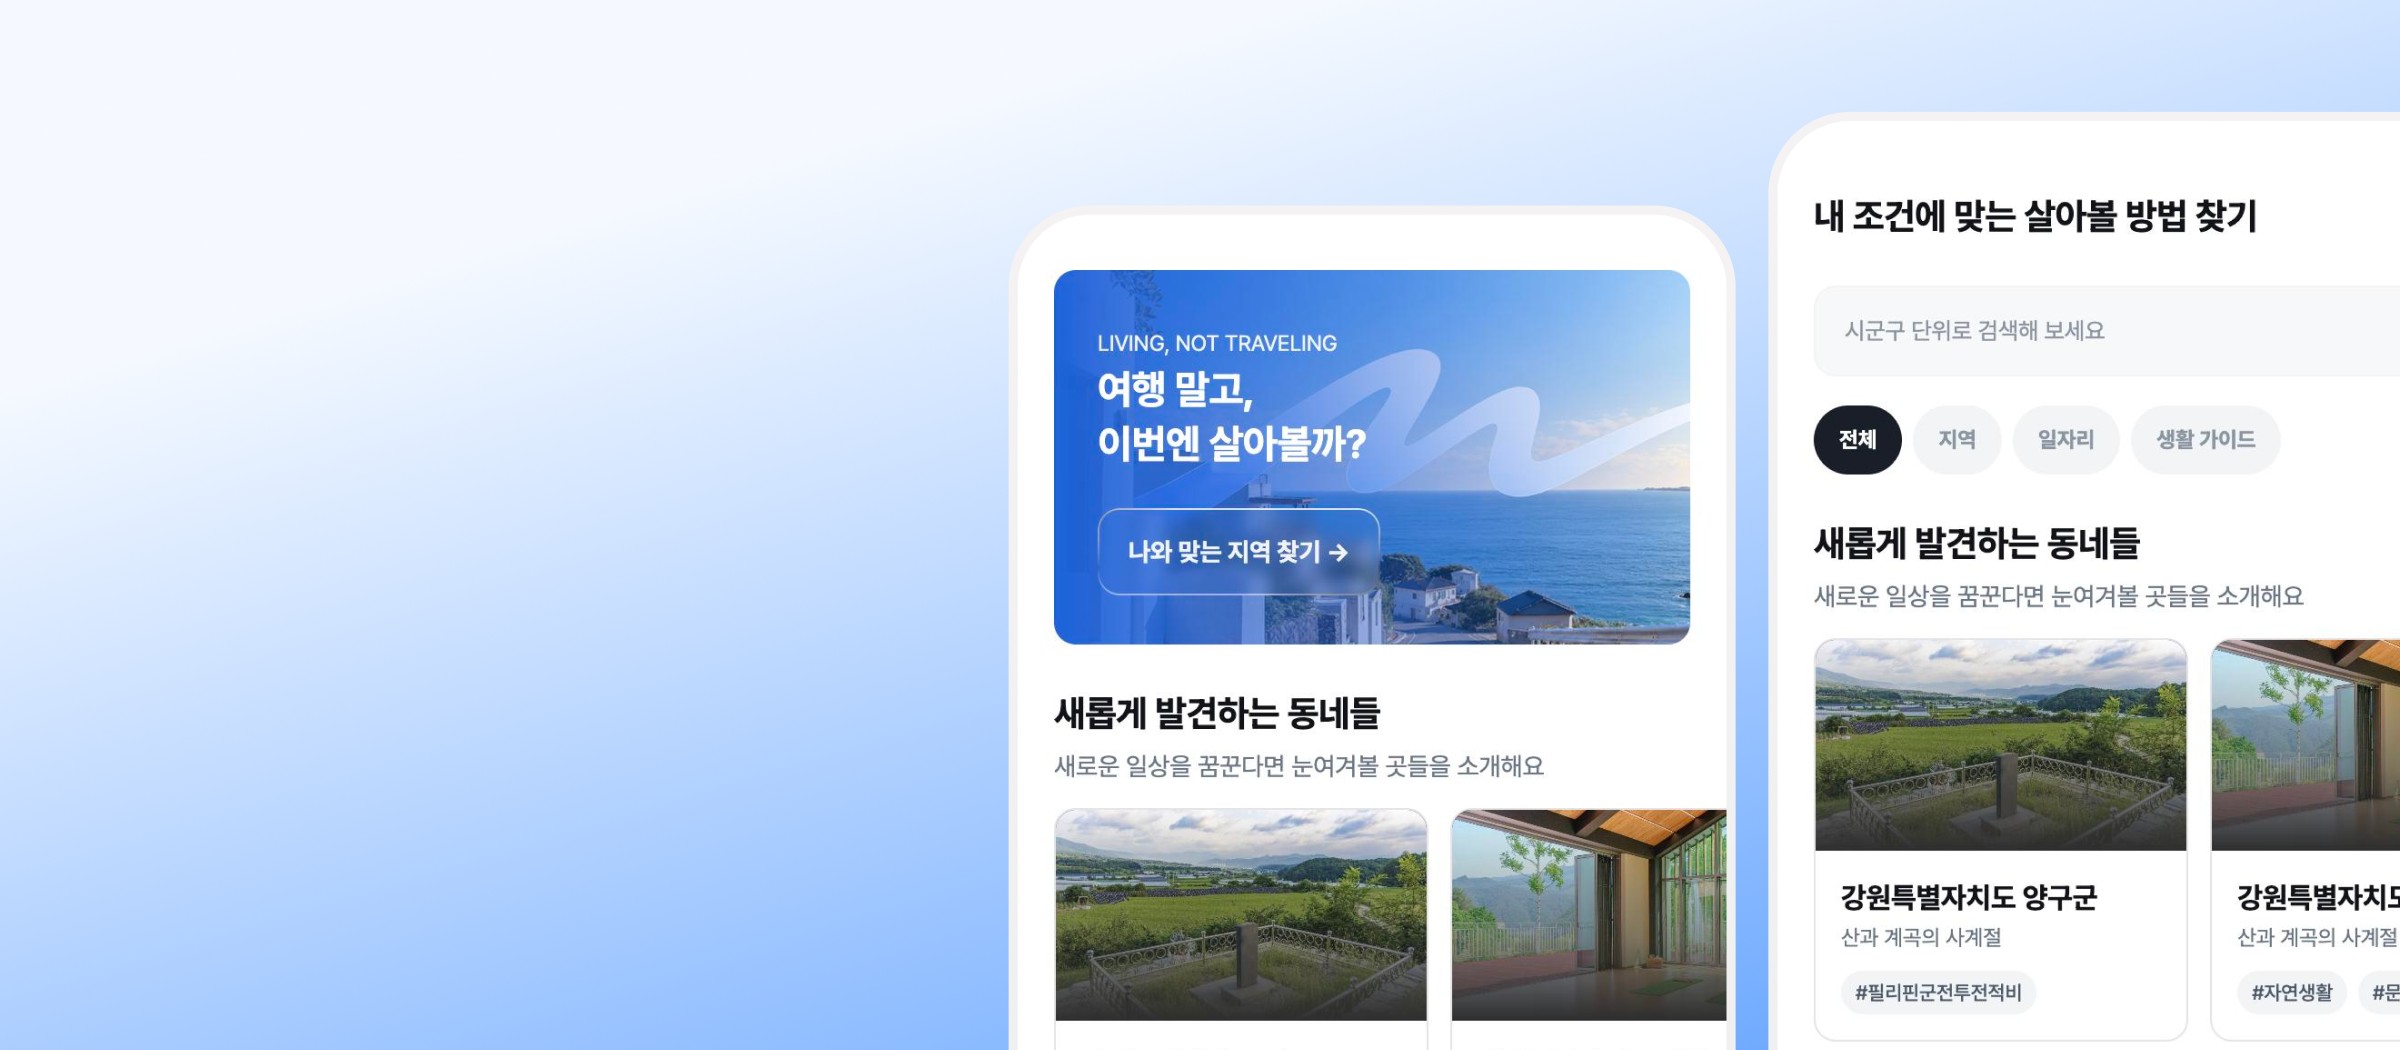 LIVING, NOT TRAVELING
여행 말고,
이번엔 살아볼까?
나와 맞는 지역 찾기 →
새롭게 발견하는 동네들
새로운 일상을 꿈꾼다면 눈여겨볼 곳들을 소개해요
내 조건에 맞는 살아볼 방법 찾기
시군구 단위로 검색해 보세요
전체 지역 일자리 생활 가이드
새롭게 발견하는 동네들
새로운 일상을 꿈꾼다면 눈여겨볼 곳들을 소개해요
강원특별자치도 양구군
산과 계곡의 사계절
#필리핀군전투전적비
강원특별자치도
산과 계곡의 사계절
#자연생활 #문